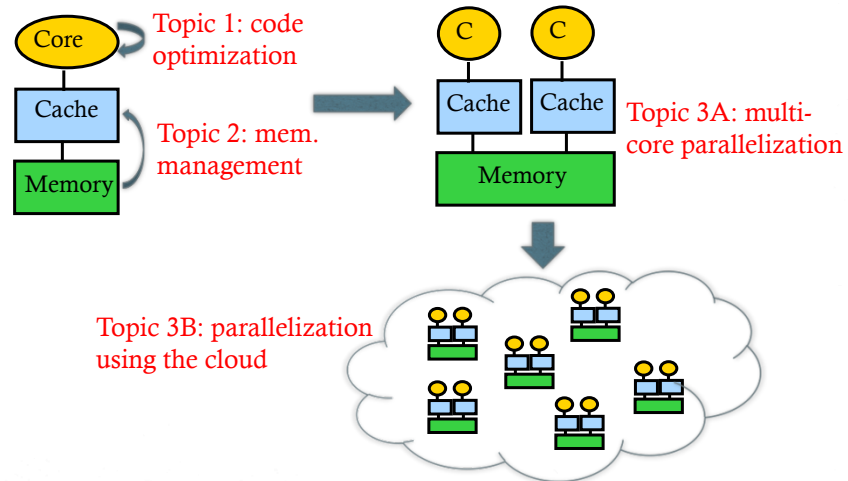 Core
Topic 1: code
optimization
Cache
Topic 2: mem.
management
Memory
C
C
Cache
Cache
Memory
Topic 3A: multi-
core parallelization
Topic 3B: parallelization
using the cloud